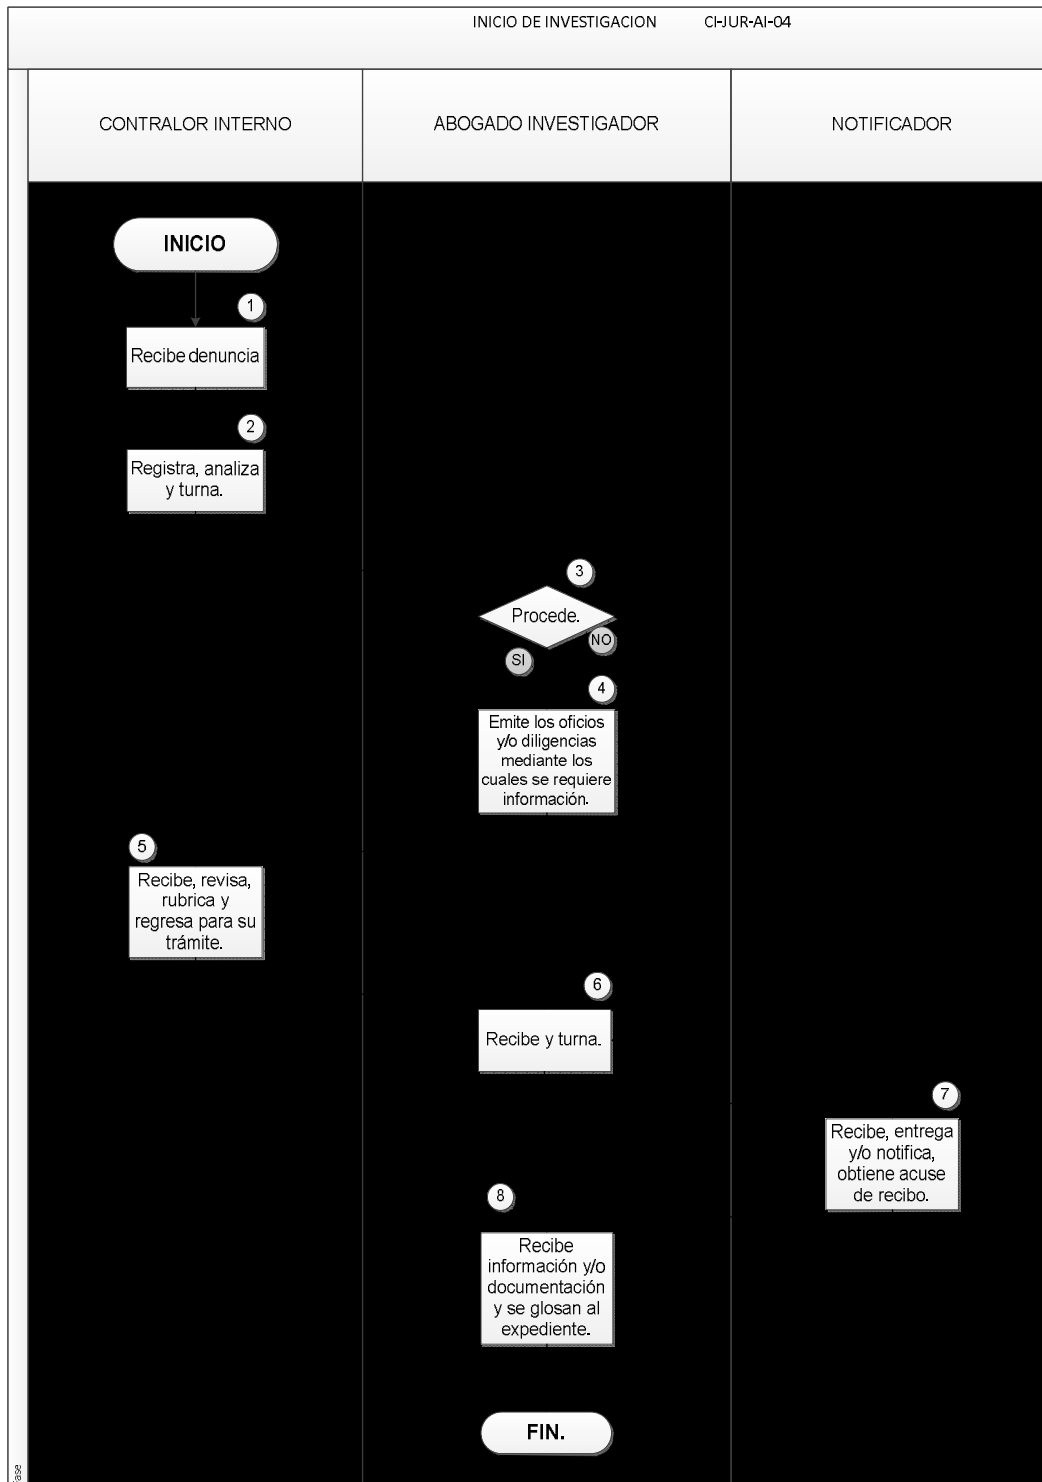 INICIO DE INVESTIGACION CI-JUR-AI-04
CONTRALOR INTERNO
ABOGADO INVESTIGADOR
NOTIFICADOR
INICIO
1
Recibe denuncia
2
Registra, analiza
y turna.
3
Procede.
NO
SI
4
Emite los oficios
y/o diligencias
mediante los
cuales se requiere
información.
5
Recibe, revisa,
rubrica y
regresa para su
trámite.
6
Recibe y turna.
7
Recibe, entrega
y/o notifica,
obtiene acuse
de recibo.
8
Recibe
información y/o
documentación
y se glosan al
expediente.
FIN.